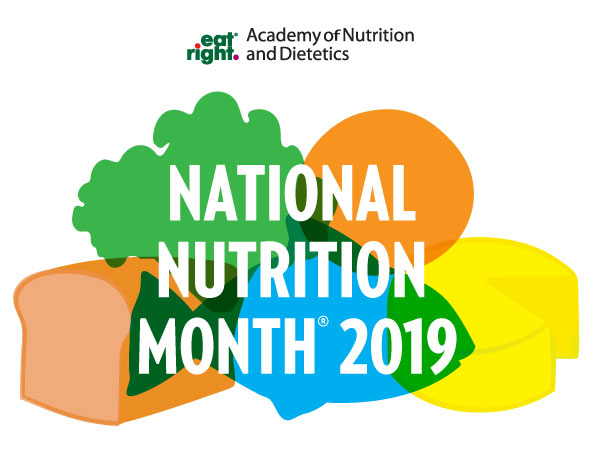 eat® Academy of Nutrition
right. and Dietetics
NATIONAL
NUTRITION
MONTH® 2019